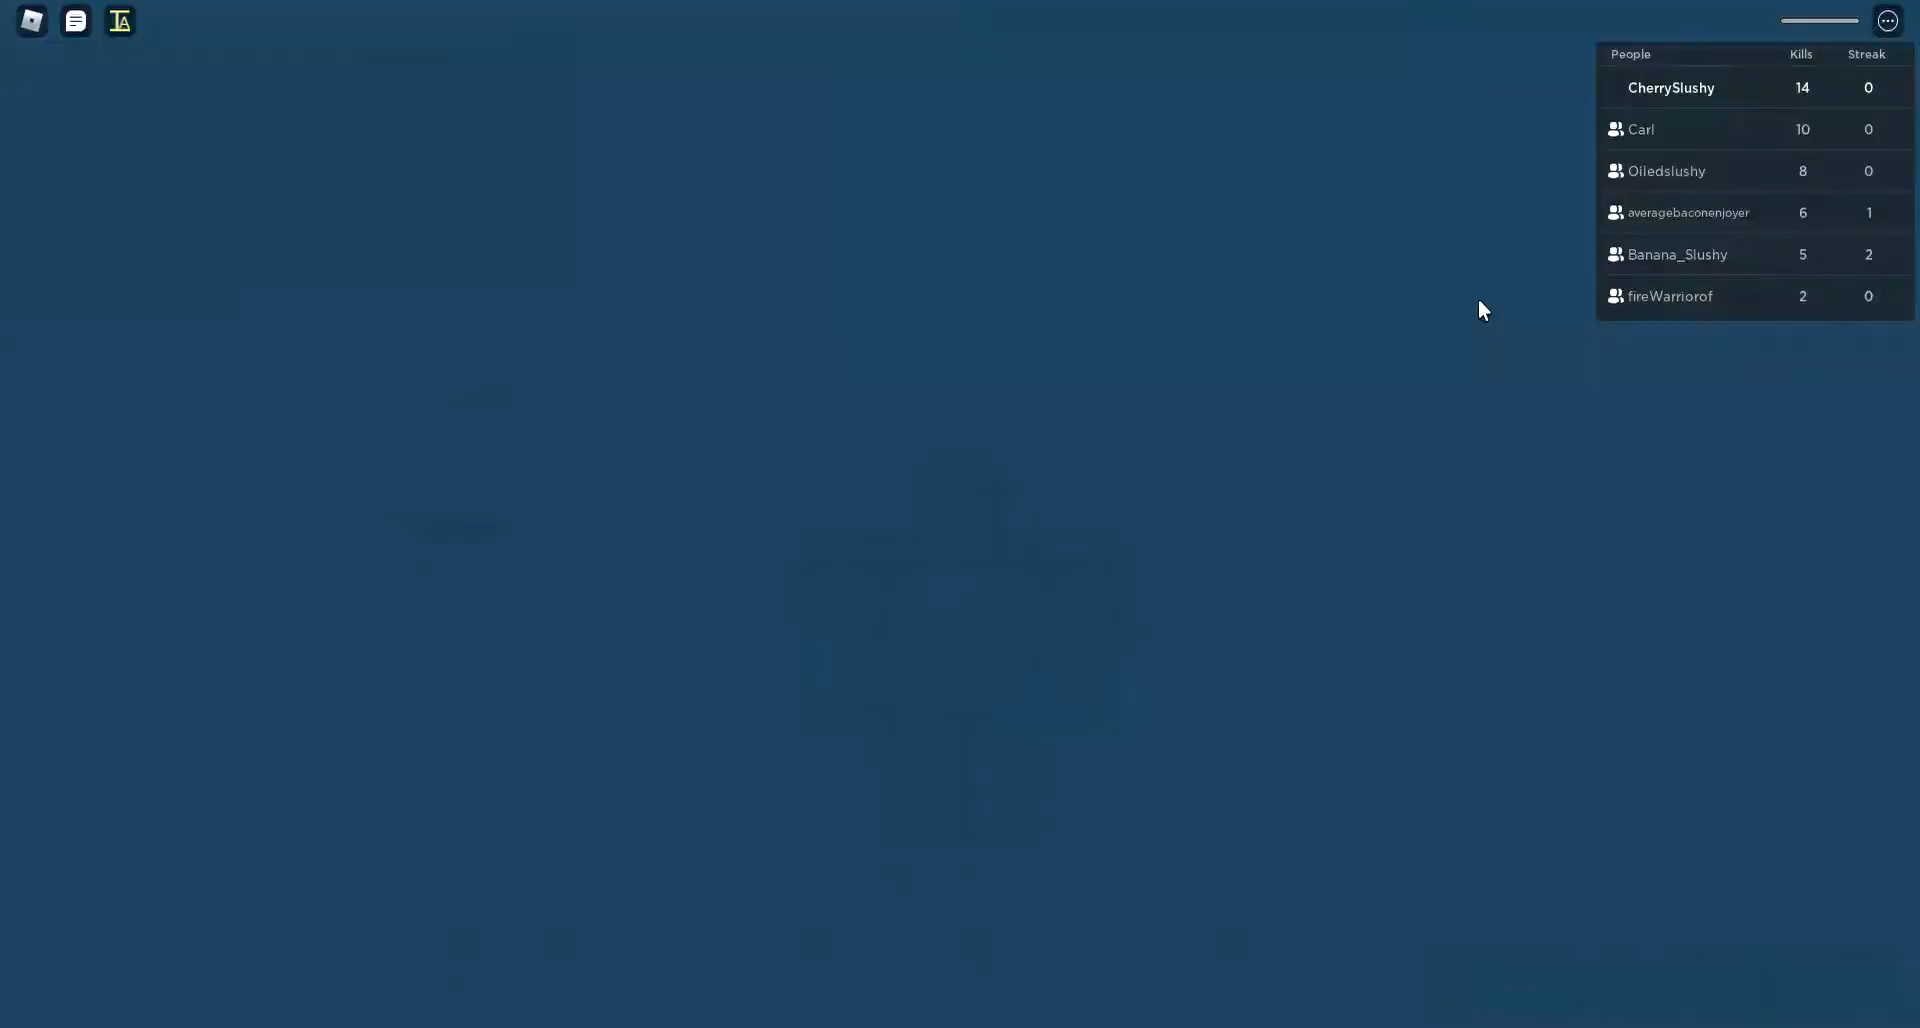 TA
People Kills Streak
CherrySlushy 14 0
Carl 10 0
Oiledslushy 8 0
averagebaconenjoyer 6 1
Banana_Slushy 5 2
fireWarriorof 2 0